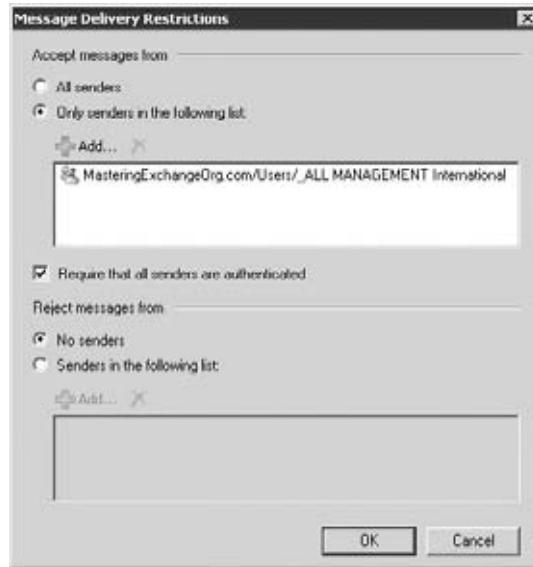 Message Delivery Restrictions
Accept messages from
All senders
Only senders in the following list:
Add...
MasteringExchangeOrg.com/Users/_ALL MANAGEMENT International
Require that all senders are authenticated
Reject messages from
No senders
Senders in the following list:
Add...
OK Cancel